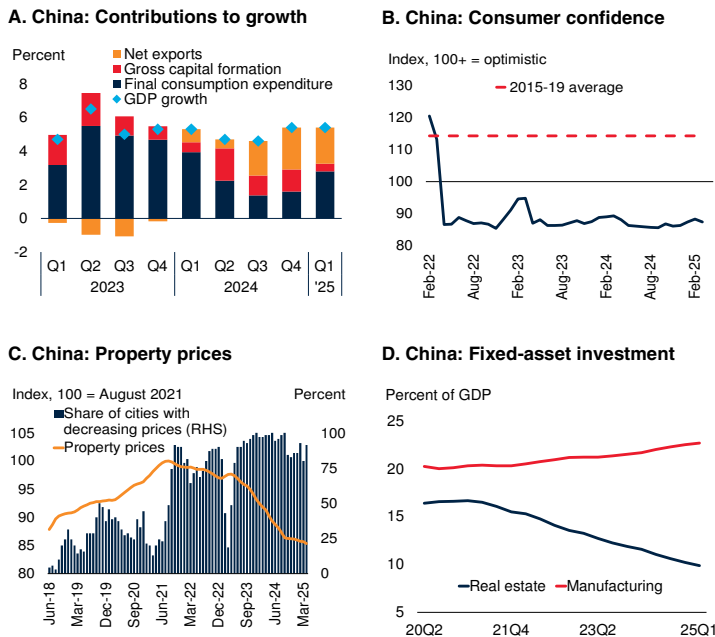 A. China: Contributions to growth
Percent
Net exports
Gross capital formation
Final consumption expenditure
GDP growth
8
6
4
2
0
-2
Q1 Q2 Q3 Q4 Q1 Q2 Q3 Q4 Q1
2023 2024 '25
B. China: Consumer confidence
Index, 100+ = optimistic
2015-19 average
130
120
110
100
90
80
Feb-22 Aug-22 Feb-23 Aug-23 Feb-24 Aug-24 Feb-25
C. China: Property prices
Index, 100 = August 2021 Percent
Share of cities with
decreasing prices (RHS)
Property prices
105 100
100
95 75
90 50
85 25
80 0
Jun-18 Mar-19 Dec-19 Sep-20 Jun-21 Mar-22 Dec-22 Sep-23 Jun-24 Mar-25
D. China: Fixed-asset investment
Percent of GDP
25
20
15
10
5
Real estate Manufacturing
20Q2 21Q4 23Q2 25Q1